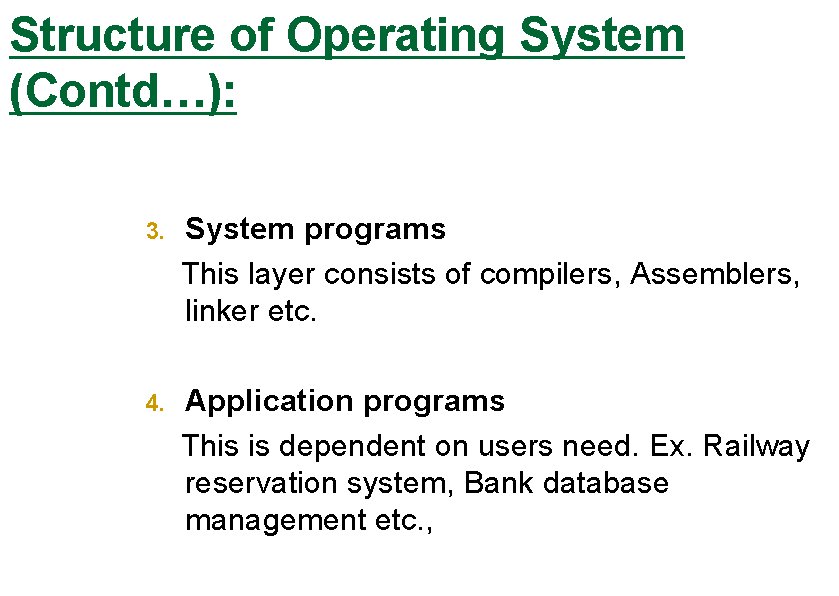 Structure of Operating System
(Contd…):
3. System programs
This layer consists of compilers, Assemblers,
linker etc.
4. Application programs
This is dependent on users need. Ex. Railway
reservation system, Bank database
management etc.,